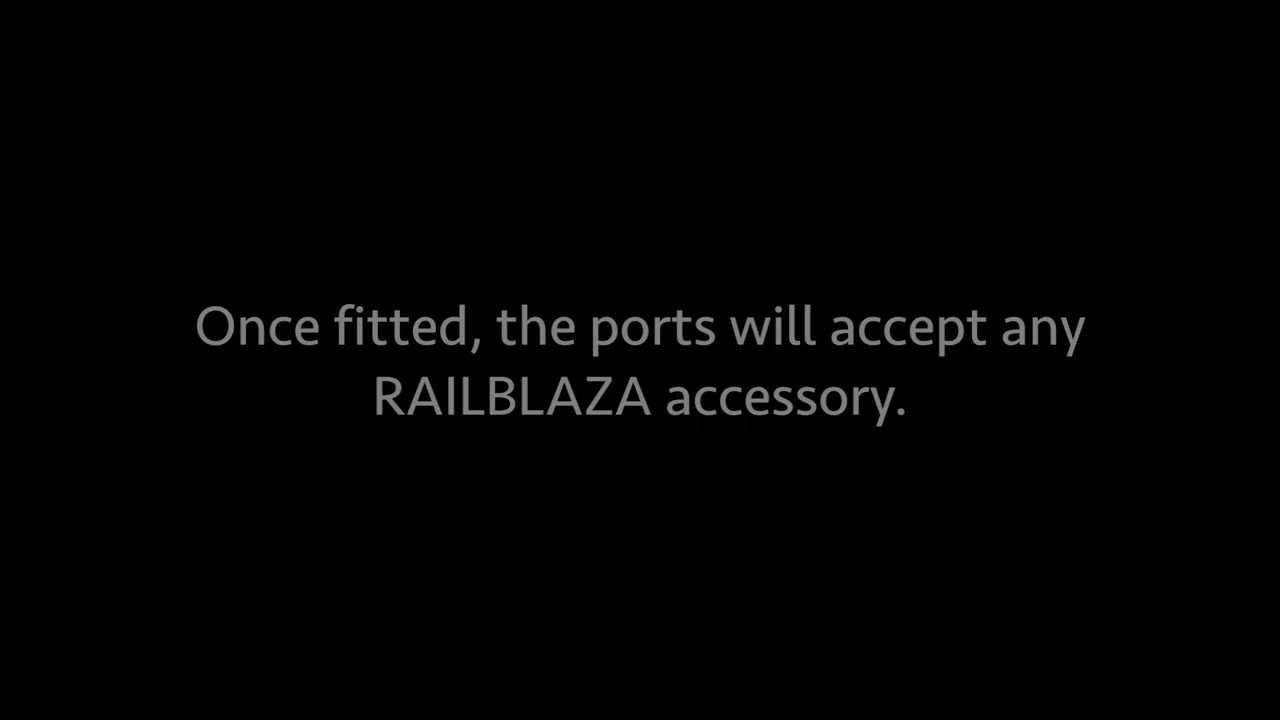 Once fitted, the ports will accept any
RAILBLAZA accessory.